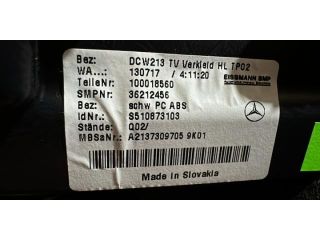 Bez: DCW213 TV Verkleid HL TP02
WA...: 130717 / 4:11:20
TeileNr: 100018560
SMPNr: 36212456
Bez: schw PC ABS
IdNr.: S510873103
Stände: Q02/
MBSaNr.: A2137309705 9K01
EISSMANN SMP
Made in Slovakia